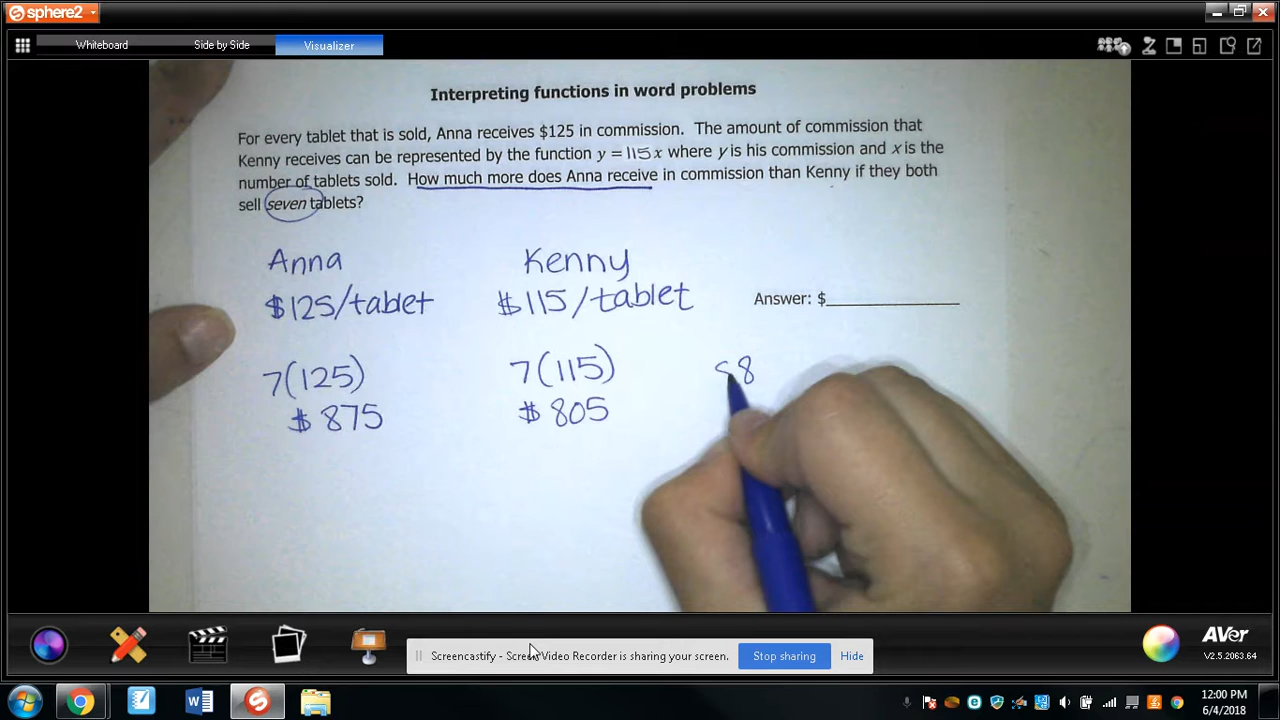 sphere2
Whiteboard
Side by Side
Visualizer
Interpreting functions in word problems
For every tablet that is sold, Anna receives $125 in commission. The amount of commission that
Kenny receives can be represented by the function y = 115x where y is his commission and x is the
number of tablets sold. How much more does Anna receive in commission than Kenny if they both
sell seven tablets?
Anna
Kenny
$125/tablet
$115/tablet
Answer: $
7(125)
7(115)
8
$875
$805
Screencastify - Screen Video Recorder is sharing your screen.
Stop sharing
Hide
AVer
V2.5.2063.64
12:00 PM
6/4/2018